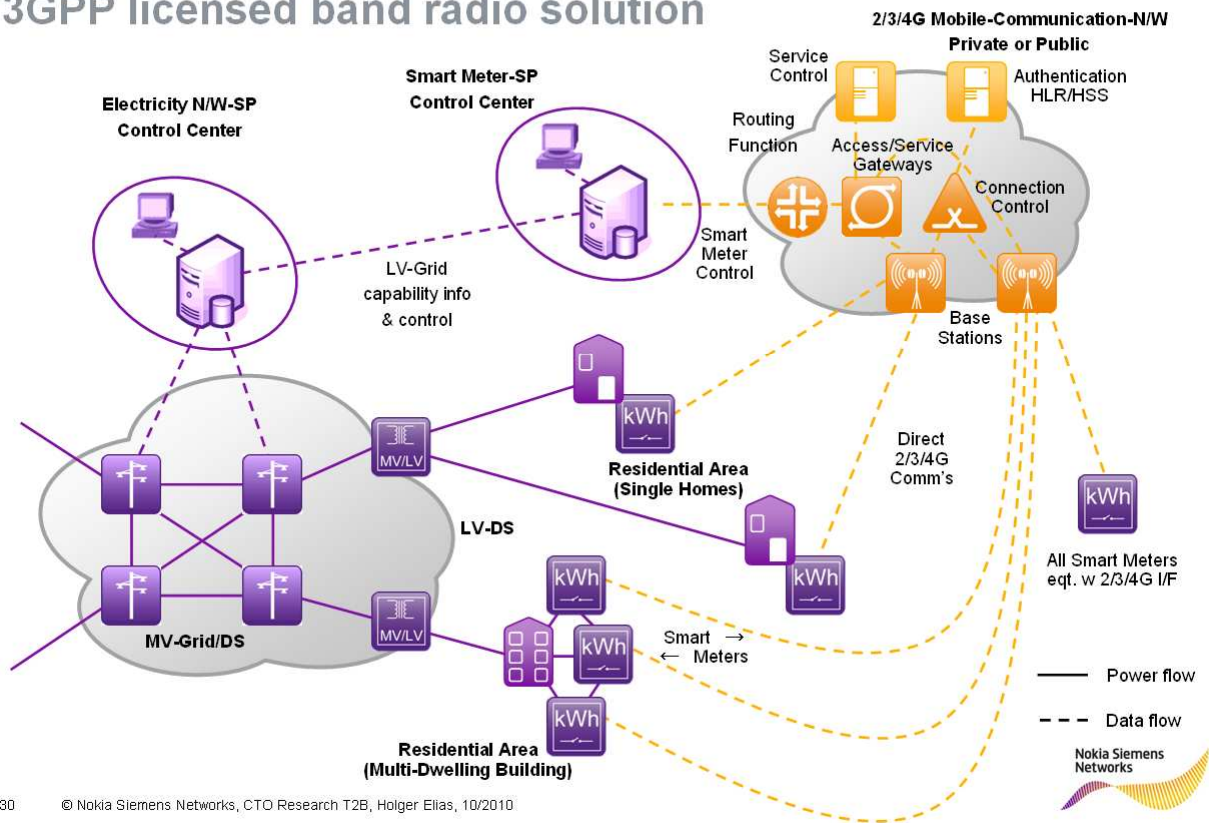 3GPP licensed band radio solution
2/3/4G Mobile-Communication-N/W
Private or Public
Service
Control
Authentication
HLR/HSS
Smart Meter-SP
Control Center
Electricity N/W-SP
Control Center
Routing
Function
Access/Service
Gateways
Connection
Control
Smart
Meter
Control
LV-Grid
capability info
& control
Base
Stations
kWh
Residential Area
(Single Homes)
Direct
2/3/4G
Comm's
MV/LV
LV-DS
kWh
All Smart Meters
eqt. w 2/3/4G I/F
kWh
kWh
MV/LV
MV-Grid/DS
Smart →
← Meters
kWh
kWh
Residential Area
(Multi-Dwelling Building)
Power flow
Data flow
Nokia Siemens
Networks
30 © Nokia Siemens Networks, CTO Research T2B, Holger Elias, 10/2010